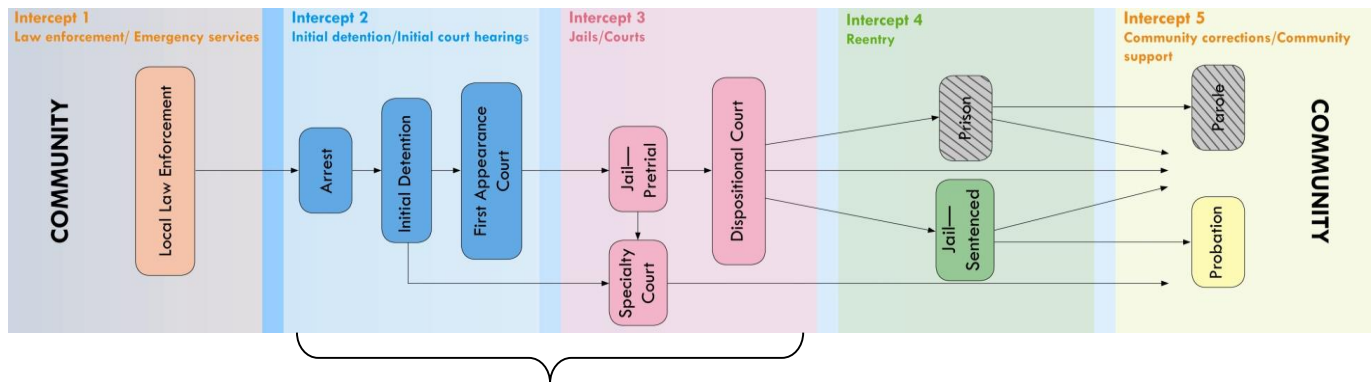 Intercept 1
Law enforcement/ Emergency services
Intercept 2
Initial detention/Initial court hearings
Intercept 3
Jails/Courts
Intercept 4
Reentry
Intercept 5
Community corrections/Community
support
COMMUNITY
Local Law Enforcement
Arrest
Initial Detention
First Appearance
Court
Jail—
Pretrial
Specialty
Court
Dispositional Court
Prison
Jail—
Sentenced
Parole
Probation
COMMUNITY